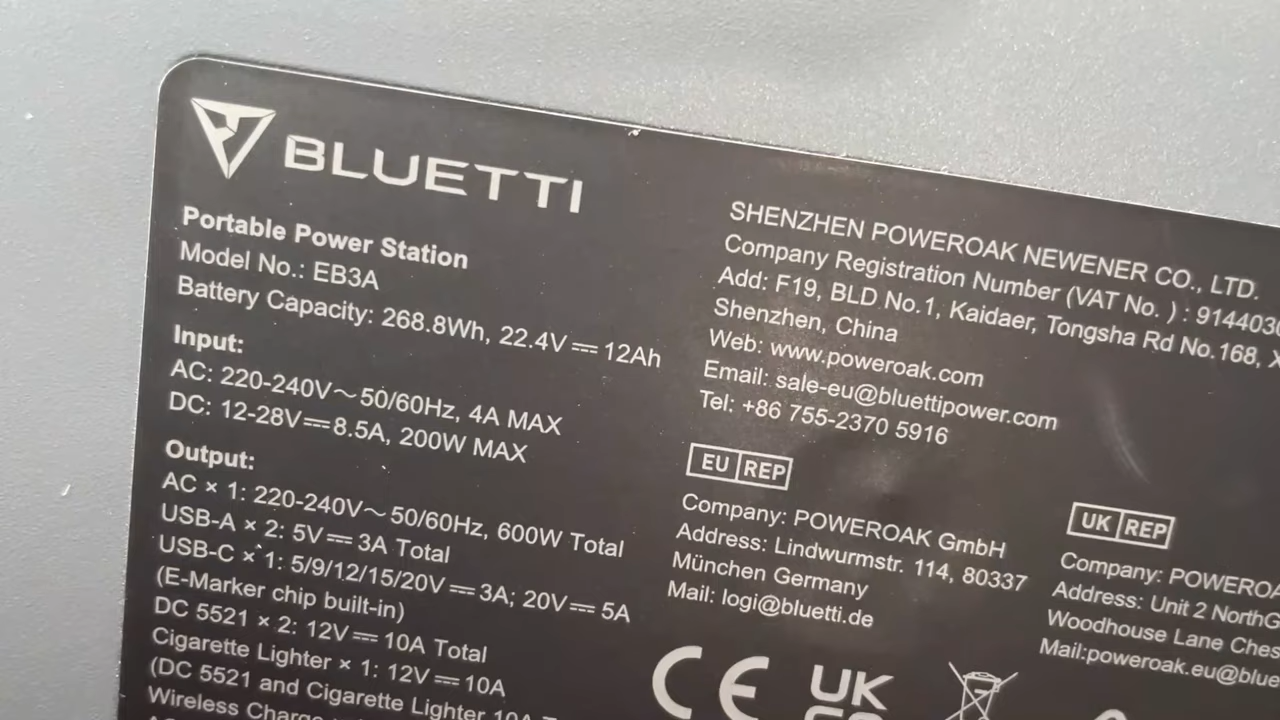 BLUETTI
Portable Power Station
Model No.: EB3A
Battery Capacity: 268.8Wh, 22.4V⎓12Ah
Input:
AC: 220-240V～50/60Hz, 4A MAX
DC: 12-28V⎓8.5A, 200W MAX
Output:
AC × 1: 220-240V～50/60Hz, 600W Total
USB-A × 2: 5V⎓3A Total
USB-C × 1: 5/9/12/15/20V⎓3A; 20V⎓5A
(E-Marker chip built-in)
DC 5521 × 2: 12V⎓10A Total
Cigarette Lighter × 1: 12V⎓10A
(DC 5521 and Cigarette Lighter 10A
Wireless
SHENZHEN POWEROAK NEWENER CO., LTD.
Company Registration Number (VAT No. ) : 914403
Add: F19, BLD No.1, Kaidaer, Tongsha Rd No.168,
Shenzhen, China
Web: www.poweroak.com
Email: sale-eu@bluettipower.com
Tel: +86 755-2370 5916
EU REP
Company: POWEROAK GmbH
Address: Lindwurmstr. 114, 80337
München Germany
Mail: logi@bluetti.de
UK REP
Company: POWEROA
Address: Unit 2 NorthG
Woodhouse Lane Ches
Mail:poweroak.eu@blue
CE
UK